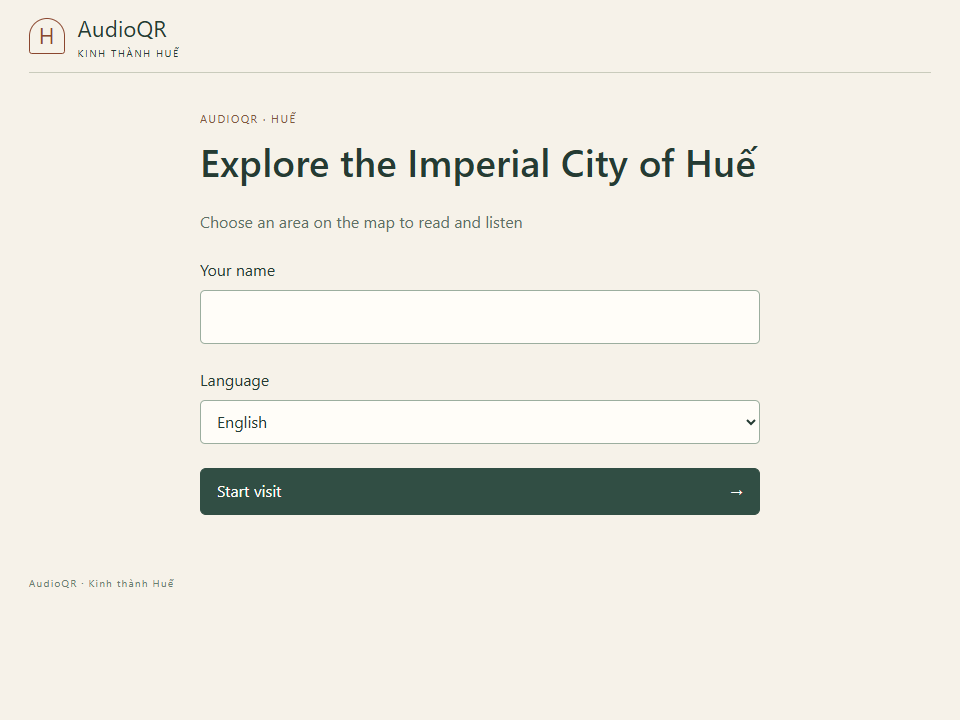 H
AudioQR
KINH THÀNH HUẾ
AUDIOQR · HUẾ
Explore the Imperial City of Huế
Choose an area on the map to read and listen
Your name
Language
English
Start visit →
AudioQR · Kinh thành Huế